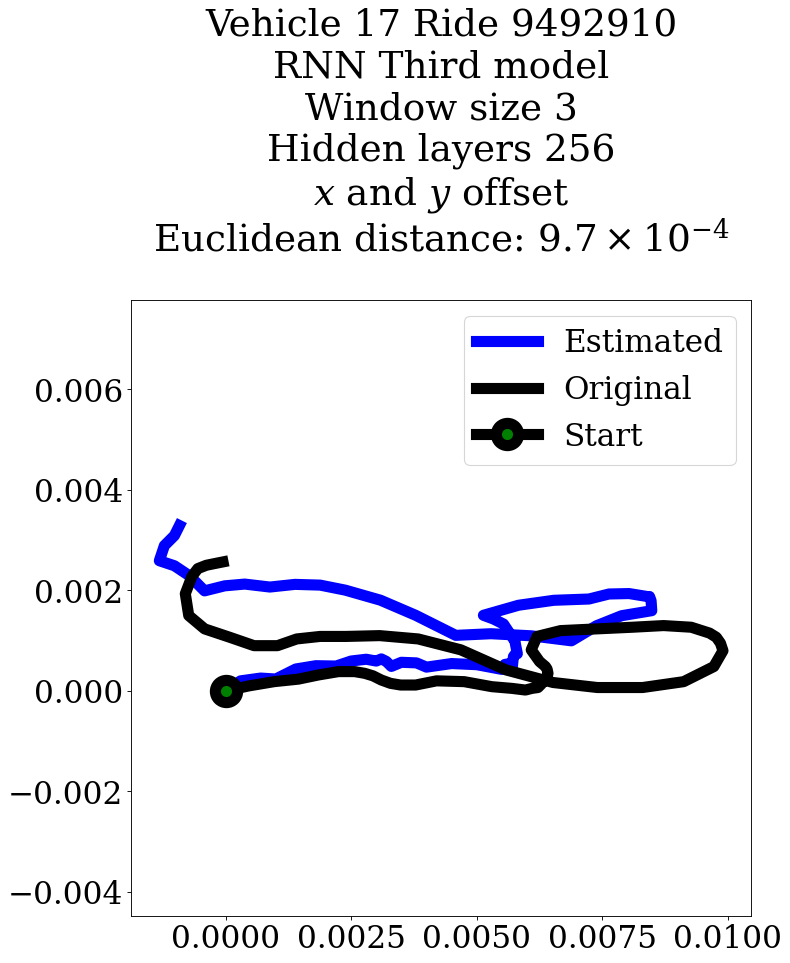 Vehicle 17 Ride 9492910
RNN Third model
Window size 3
Hidden layers 256
x and y offset
Euclidean distance: 9.7 × 10⁻⁴
Estimated
Original
Start
0.006
0.004
0.002
0.000
−0.002
−0.004
0.0000 0.0025 0.0050 0.0075 0.0100